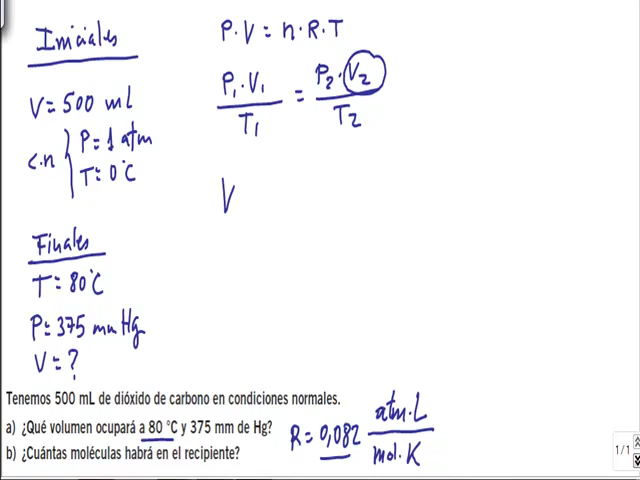 Iniciales
V = 500 ml
c.n { P = 1 atm
T = 0°C
P · V = n · R · T
P₁ · V₁ / T₁ = P₂ · V₂ / T₂
V
Finales
T = 80°C
P = 375 mm Hg
V = ?
Tenemos 500 mL de dióxido de carbono en condiciones normales.
a) ¿Qué volumen ocupará a 80 °C y 375 mm de Hg?
b) ¿Cuántas moléculas habrá en el recipiente?
R = 0,082 atm · L / mol · K
1/1